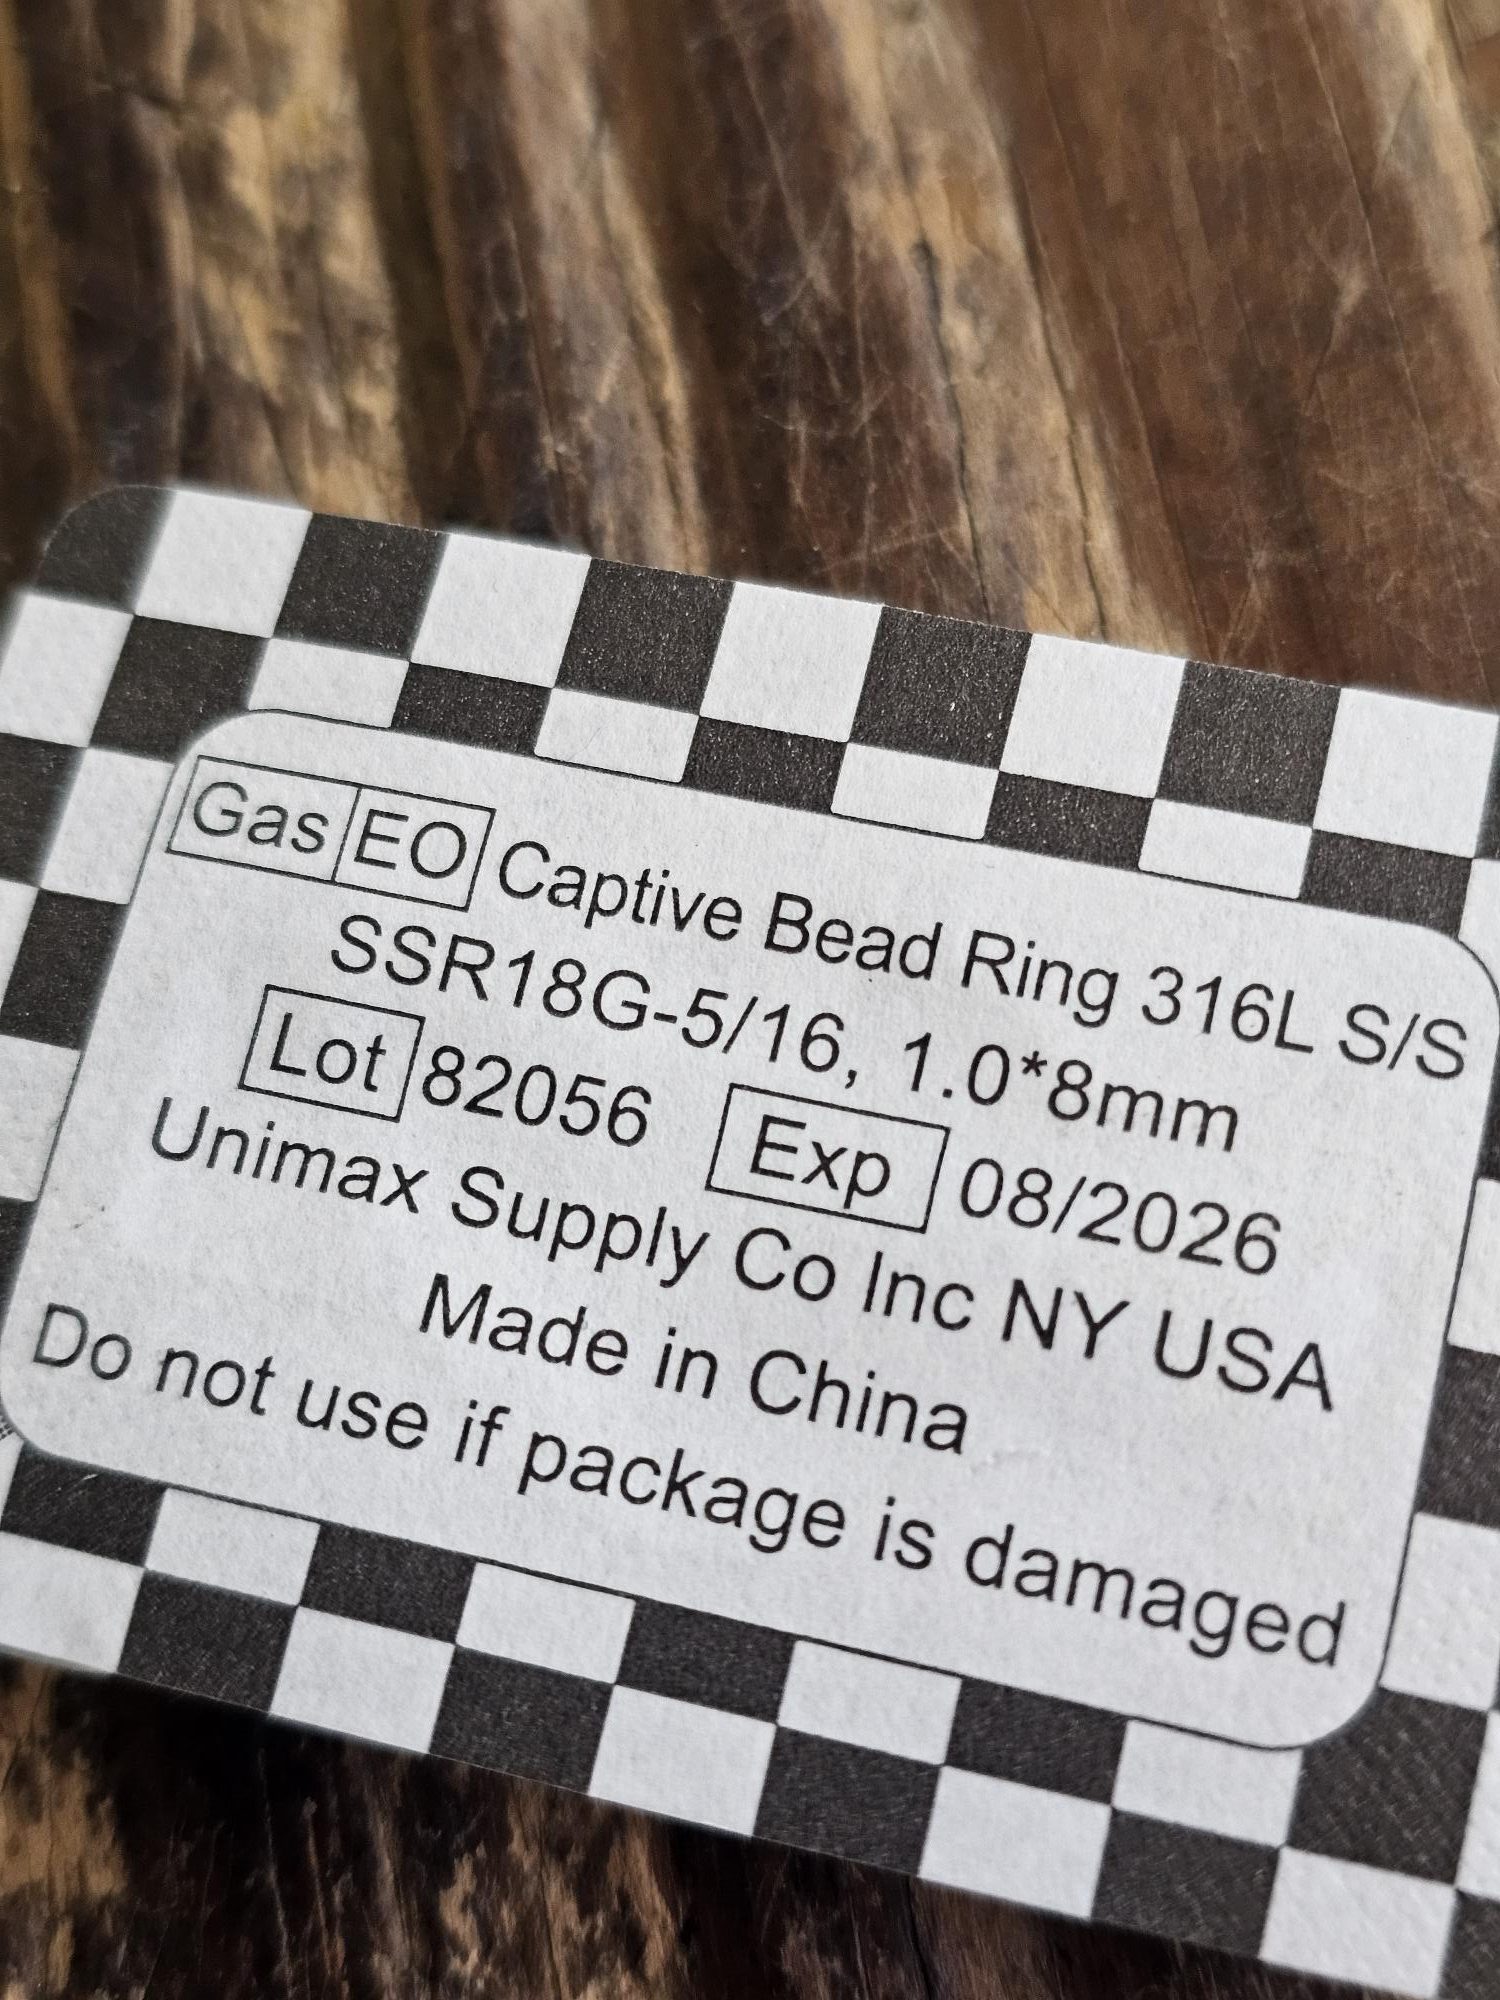 Gas EO Captive Bead Ring 316L S/S
SSR18G-5/16, 1.0*8mm
Lot 82056 Exp 08/2026
Unimax Supply Co Inc NY USA
Made in China
Do not use if package is damaged